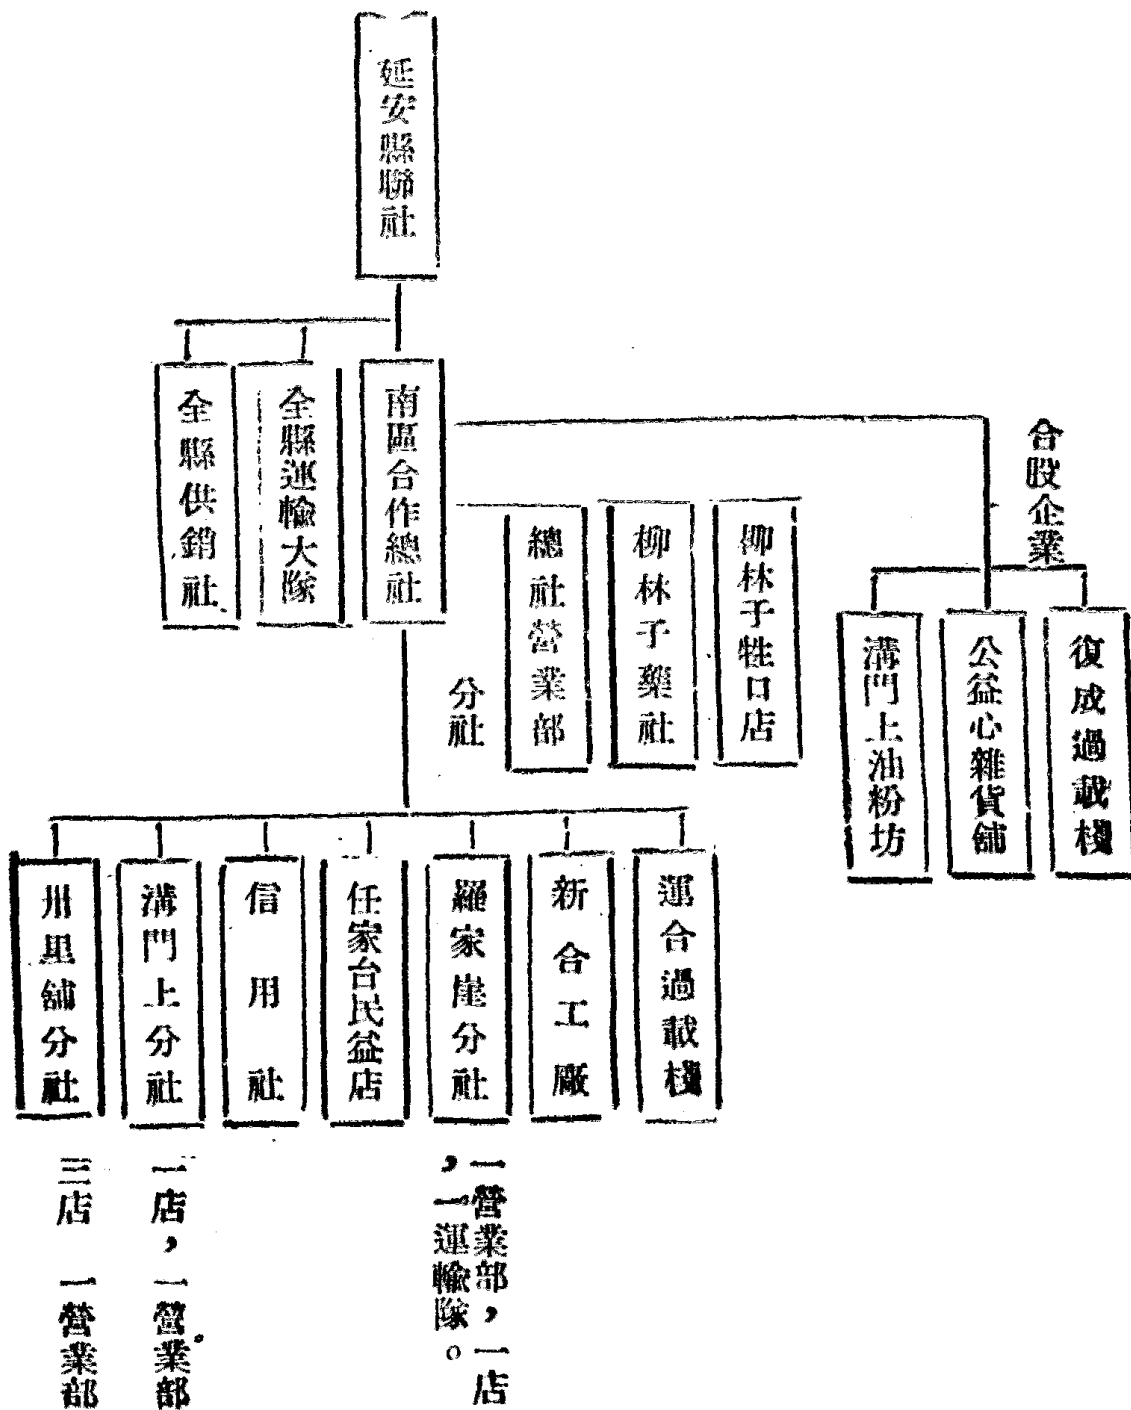 延安縣聯社
南區合作總社
全縣運輸大隊
全縣供銷社
合股企業
復成過載棧
公益心雜貨舖
溝門上油粉坊
柳林子牲口店
柳林子藥社
總社營業部
分社
運合過載棧
新合工廠
羅家崖分社
任家台民益店
信用社
溝門上分社
卅里舖分社
一營業部，一店
，一運輸隊。
一店，一營業部。
三店 一營業部